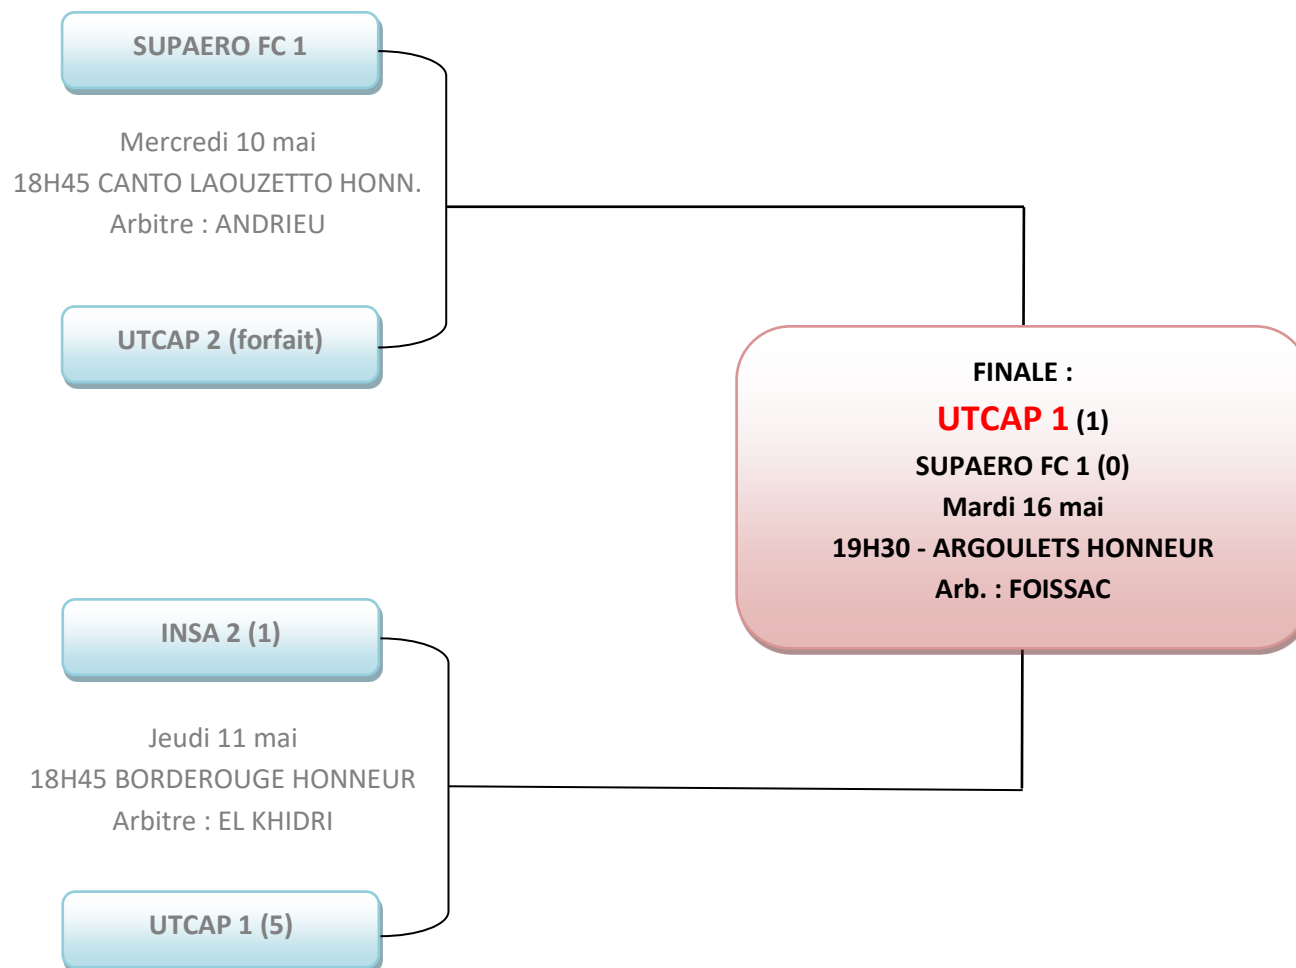 SUPAERO FC 1
Mercredi 10 mai
18H45 CANTO LAOUZETTO HONN.
Arbitre : ANDRIEU
UTCAP 2 (forfait)
FINALE :
UTCAP 1 (1)
SUPAERO FC 1 (0)
Mardi 16 mai
19H30 - ARGOULETS HONNEUR
Arb. : FOISSAC
INSA 2 (1)
Jeudi 11 mai
18H45 BORDEROUGE HONNEUR
Arbitre : EL KHIDRI
UTCAP 1 (5)